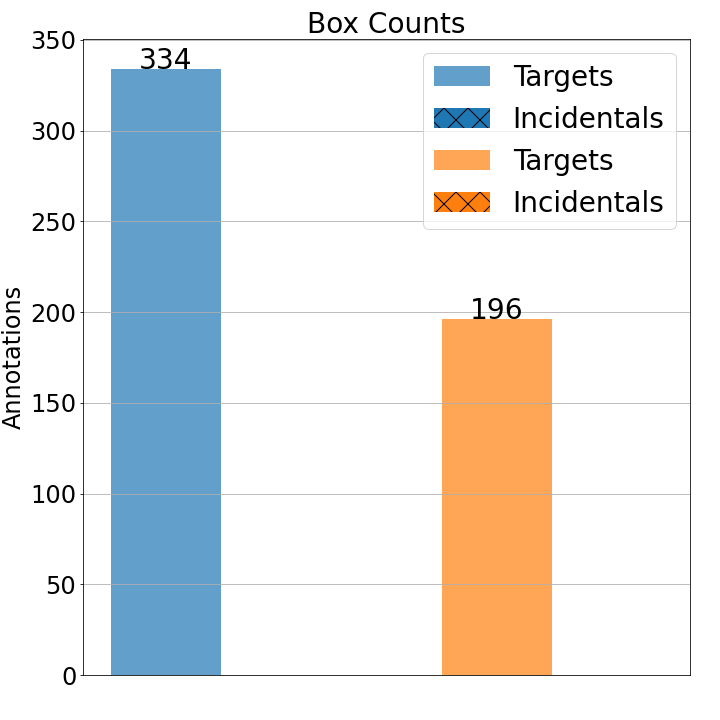 Box Counts
350
300
250
200
150
100
50
0
Annotations
334
196
Targets
Incidentals
Targets
Incidentals